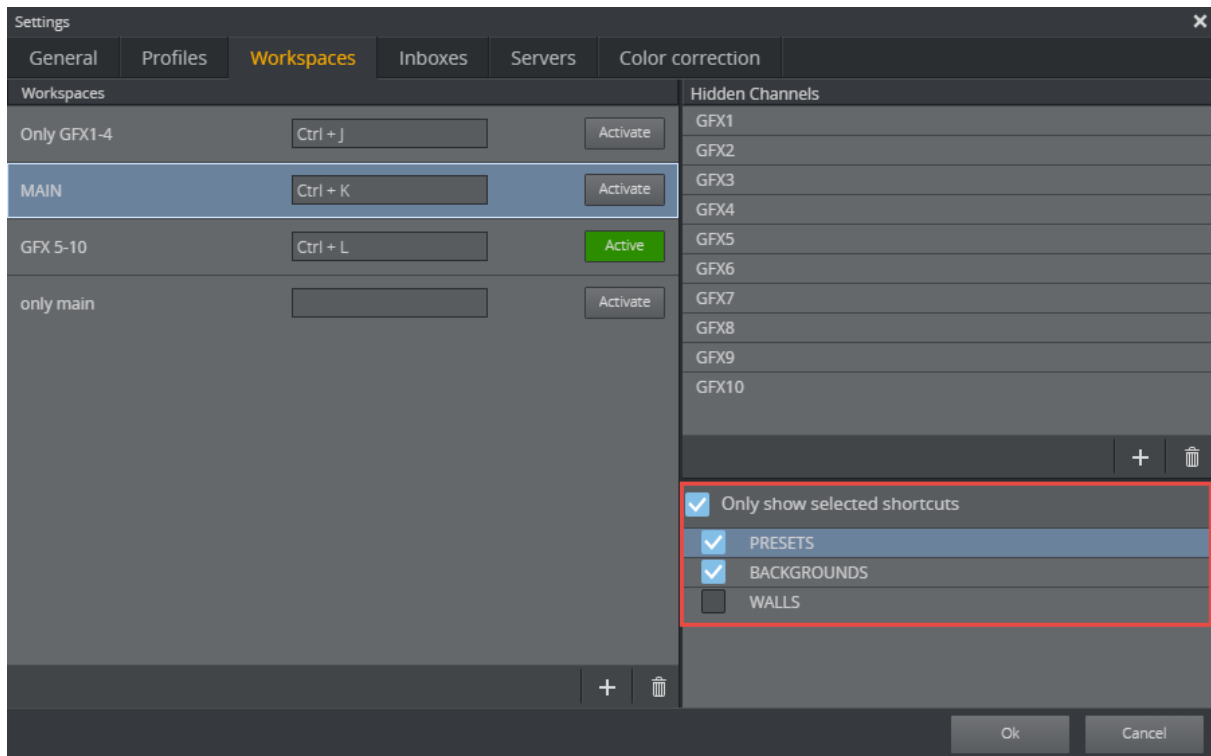 Settings
General Profiles Workspaces Inboxes Servers Color correction
Workspaces
Only GFX1-4 Ctrl + J Activate
MAIN Ctrl + K Activate
GFX 5-10 Ctrl + L Active
only main Activate
Hidden Channels
GFX1
GFX2
GFX3
GFX4
GFX5
GFX6
GFX7
GFX8
GFX9
GFX10
Only show selected shortcuts
PRESETS
BACKGROUNDS
WALLS
Ok Cancel